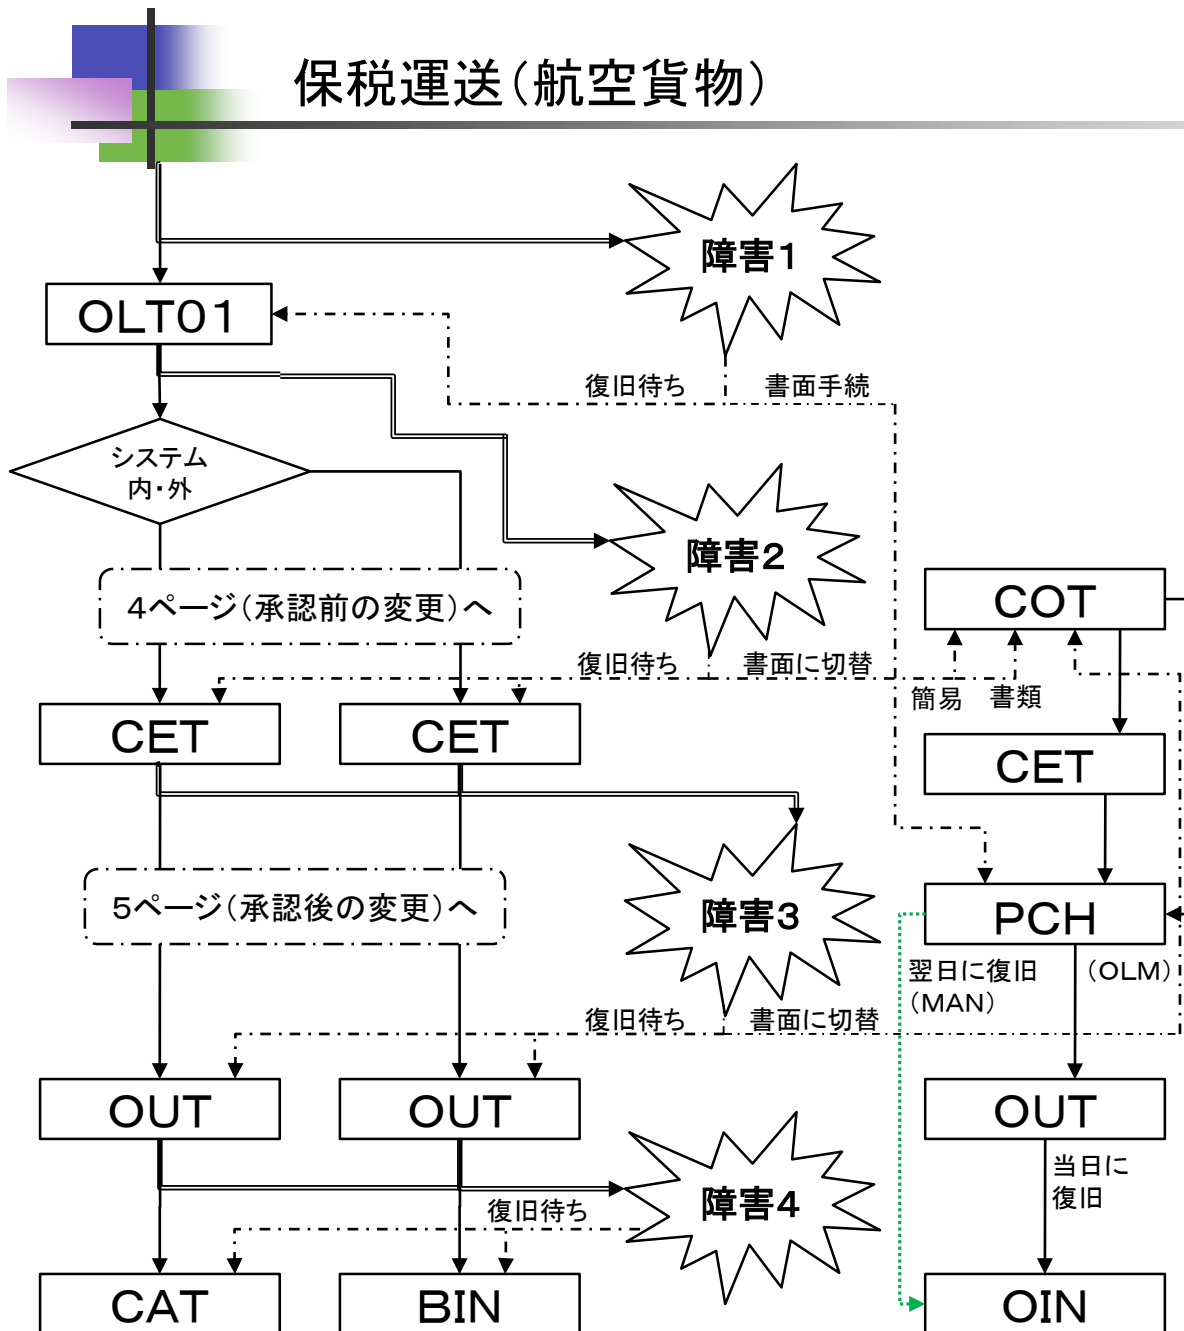 保税運送（航空貨物）
障害１
ＯＬＴ０１
復旧待ち
書面手続
システム
内・外
障害２
４ページ（承認前の変更）へ
ＣＯＴ
復旧待ち
書面に切替
簡易
書類
ＣＥＴ
ＣＥＴ
ＣＥＴ
５ページ（承認後の変更）へ
障害３
ＰＣＨ
翌日に復旧
（ＭＡＮ）
（ＯＬＭ）
復旧待ち
書面に切替
ＯＵＴ
ＯＵＴ
ＯＵＴ
当日に
復旧
障害４
復旧待ち
ＣＡＴ
ＢＩＮ
ＯＩＮ